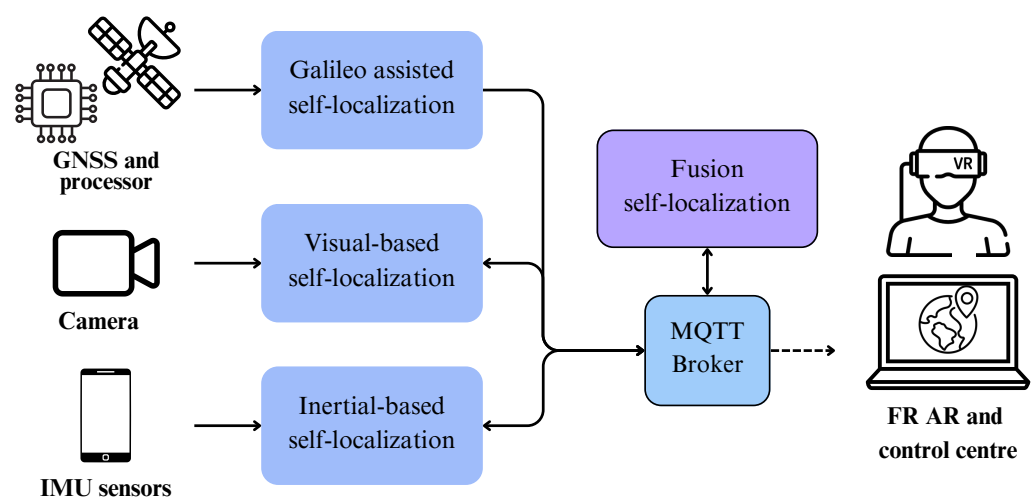 GNSS and
processor
Galileo assisted
self-localization
Camera
Visual-based
self-localization
IMU sensors
Inertial-based
self-localization
Fusion
self-localization
MQTT
Broker
VR
FR AR and
control centre